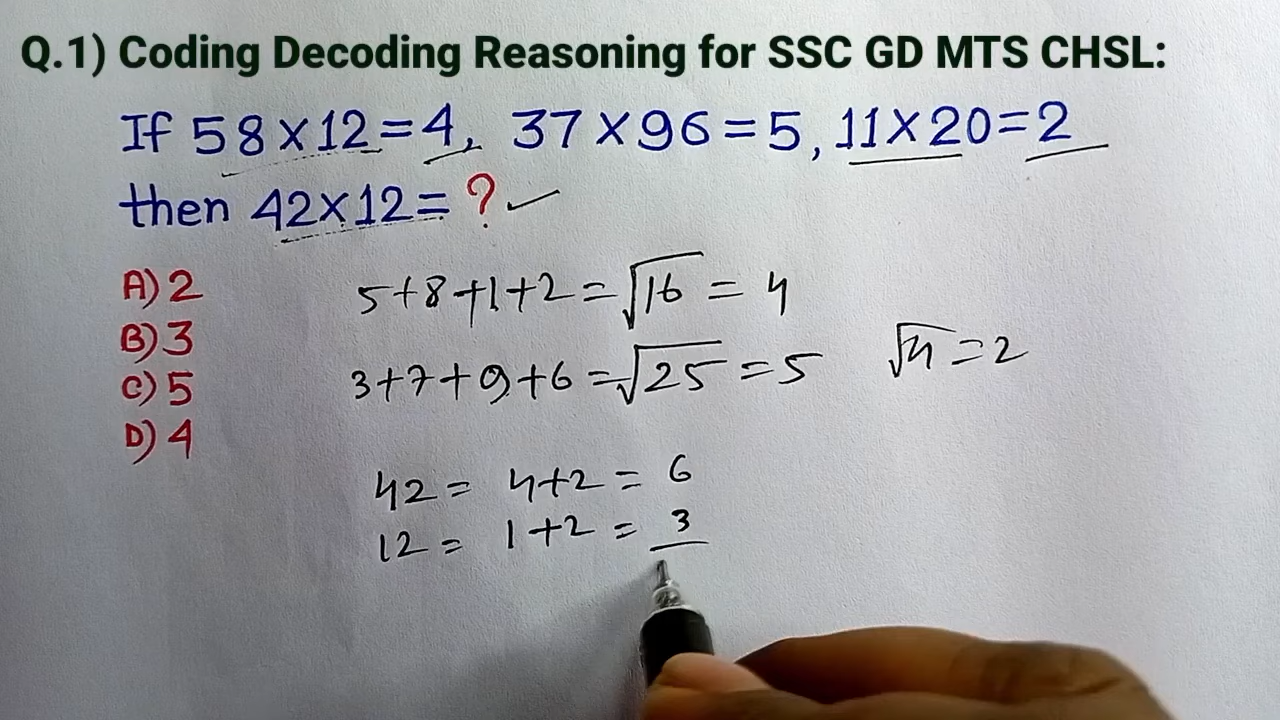 Q.1) Coding Decoding Reasoning for SSC GD MTS CHSL:
If 58×12=4, 37×96=5, 11×20=2
then 42×12=?
A) 2
B) 3
C) 5
D) 4
5+8+1+2=√16=4
3+7+9+6=√25=5
√4=2
42= 4+2= 6
12= 1+2= 3